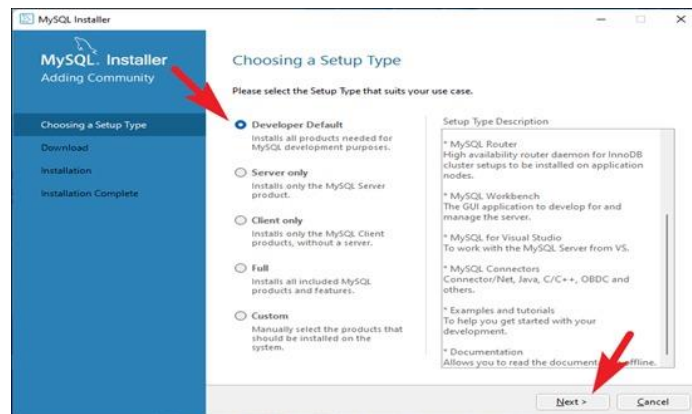 MySQL Installer
MySQL. Installer
Adding Community
Choosing a Setup Type
Download
Installation
Installation Complete
Choosing a Setup Type
Please select the Setup Type that suits your use case.
Developer Default
Installs all products needed for
MySQL development purposes.
Server only
Installs only the MySQL Server
product.
Client only
Installs only the MySQL Client
products, without a server.
Full
Installs all included MySQL
products and features.
Custom
Manually select the products that
should be installed on the
system.
Setup Type Description
* MySQL Router
High availability router daemon for InnoDB
cluster setups to be installed on application
nodes.
* MySQL Workbench
The GUI application to develop for and
manage the server.
* MySQL for Visual Studio
To work with the MySQL Server from VS.
* MySQL Connectors
Connector/Net, Java, C/C++, OBDC and
others.
* Examples and tutorials
To help you get started with your
development.
* Documentation
Allows you to read the document offline.
Next >
Cancel